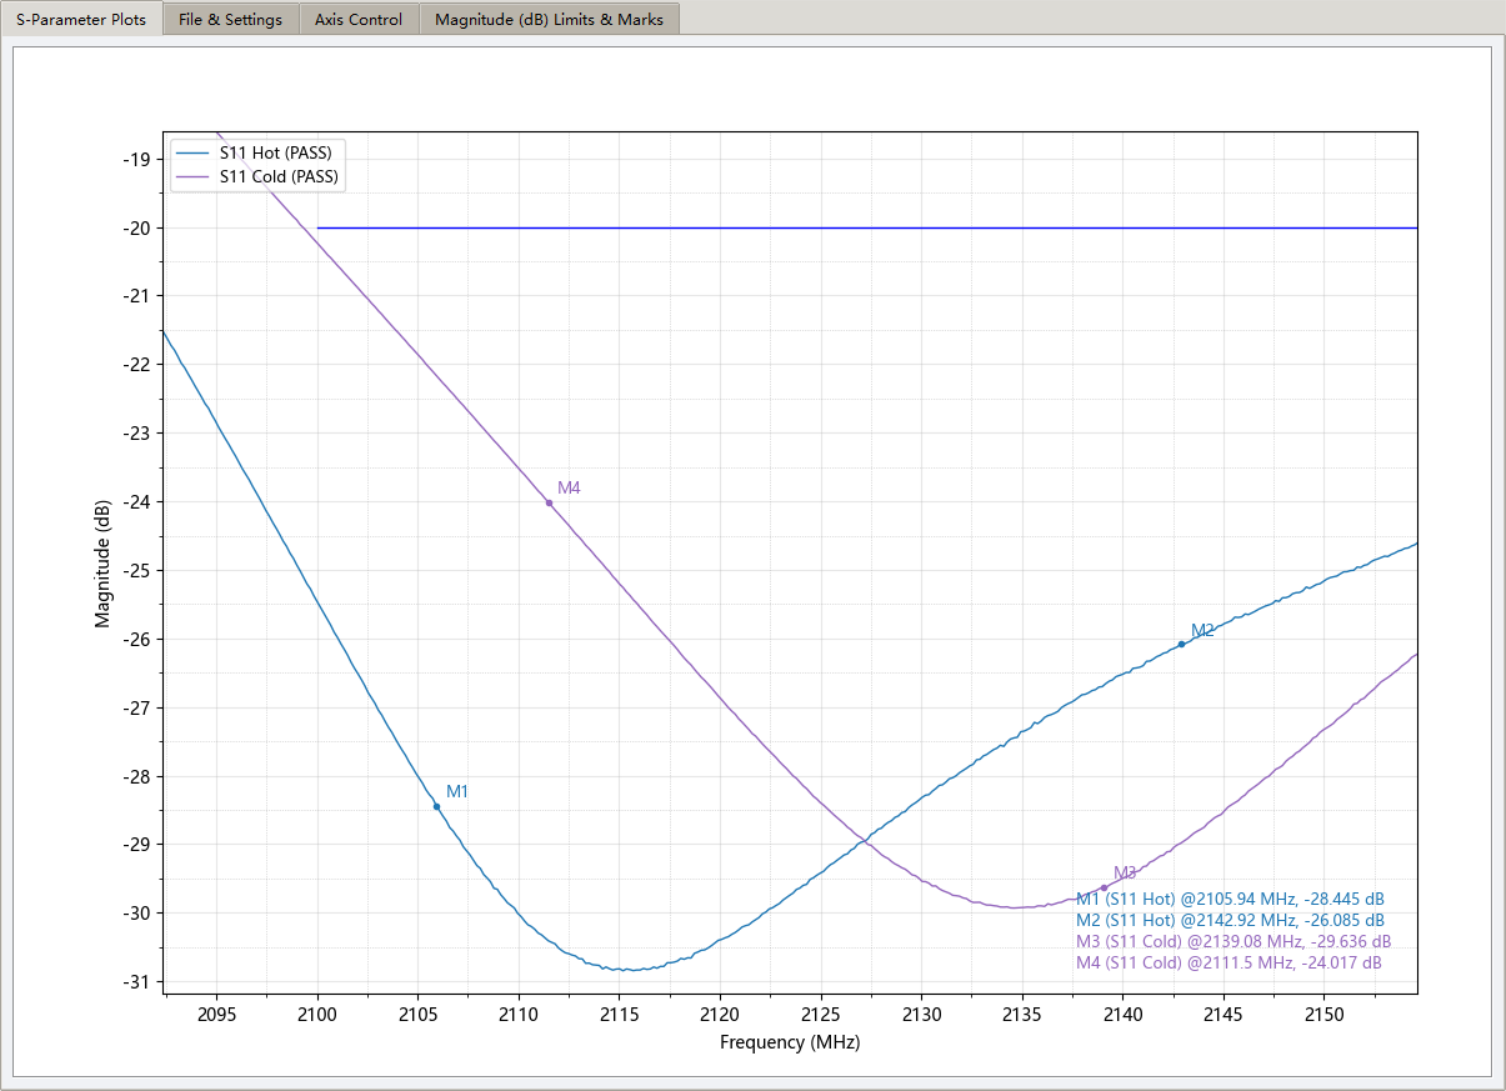 S-Parameter Plots File & Settings Axis Control Magnitude (dB) Limits & Marks
S11 Hot (PASS)
S11 Cold (PASS)
-19
-20
-21
-22
-23
-24
-25
-26
-27
-28
-29
-30
-31
Magnitude (dB)
M4
M2
M1
M3
M1 (S11 Hot) @2105.94 MHz, -28.445 dB
M2 (S11 Hot) @2142.92 MHz, -26.085 dB
M3 (S11 Cold) @2139.08 MHz, -29.636 dB
M4 (S11 Cold) @2111.5 MHz, -24.017 dB
2095 2100 2105 2110 2115 2120 2125 2130 2135 2140 2145 2150
Frequency (MHz)